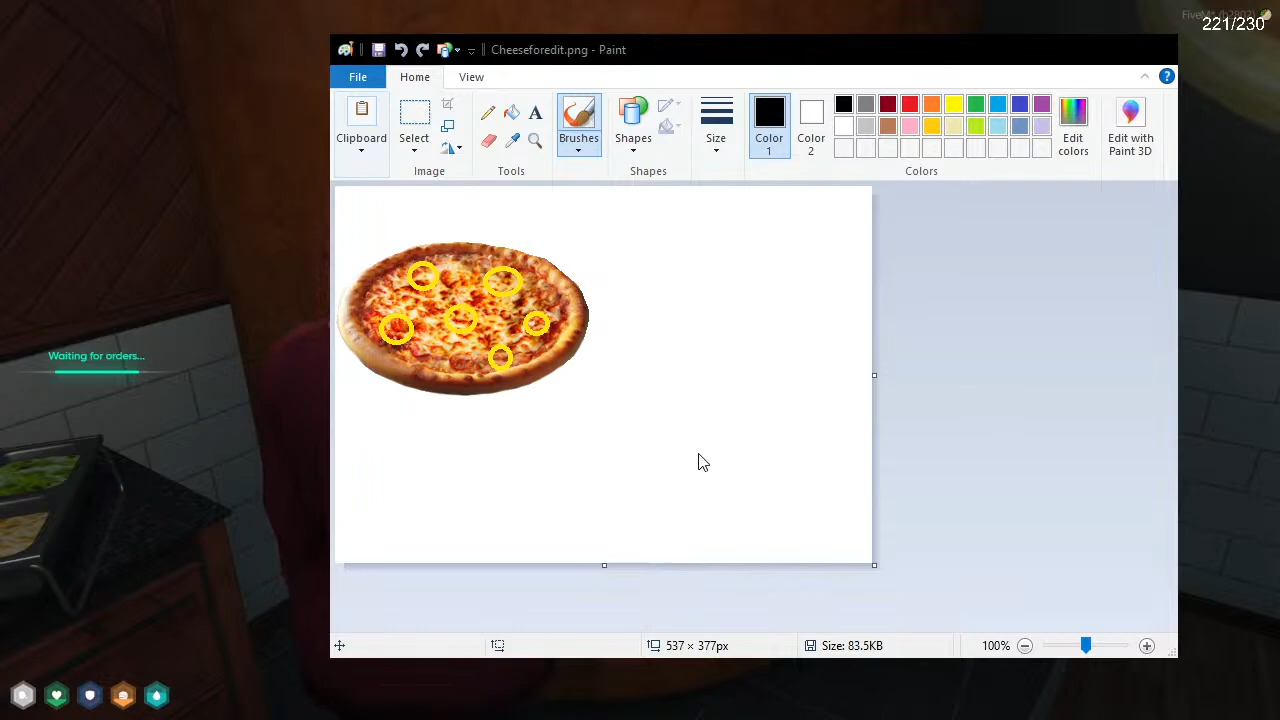 FiveM
221/230
Cheeseforedit.png - Paint
File
Home
View
Clipboard
Select
Image
Tools
Brushes
Shapes
Shapes
Size
Color 1
Color 2
Edit colors
Colors
Edit with Paint 3D
Waiting for orders...
537 × 377px
Size: 83.5KB
100%